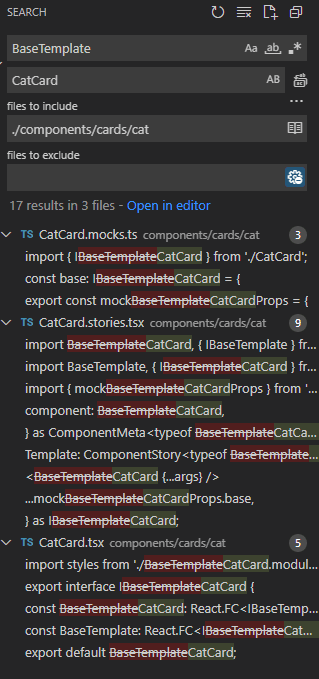 SEARCH
BaseTemplate
Aa ab .*
CatCard
AB
files to include
./components/cards/cat
files to exclude
17 results in 3 files - Open in editor
TS CatCard.mocks.ts components/cards/cat 3
import { IBaseTemplateCatCard } from './CatCard';
const base: IBaseTemplateCatCard = {
export const mockBaseTemplateCatCardProps = {
TS CatCard.stories.tsx components/cards/cat 9
import BaseTemplateCatCard, { IBaseTemplate } fr...
import BaseTemplate, { IBaseTemplateCatCard } fr...
import { mockBaseTemplateCatCardProps } from '...
component: BaseTemplateCatCard,
} as ComponentMeta<typeof BaseTemplateCatCa...
Template: ComponentStory<typeof BaseTemplate...
<BaseTemplateCatCard {...args} />
...mockBaseTemplateCatCardProps.base,
} as IBaseTemplateCatCard;
TS CatCard.tsx components/cards/cat 5
import styles from './BaseTemplateCatCard.modul...
export interface IBaseTemplateCatCard {
const BaseTemplateCatCard: React.FC<IBaseTemp...
const BaseTemplate: React.FC<IBaseTemplateCat...
export default BaseTemplateCatCard;